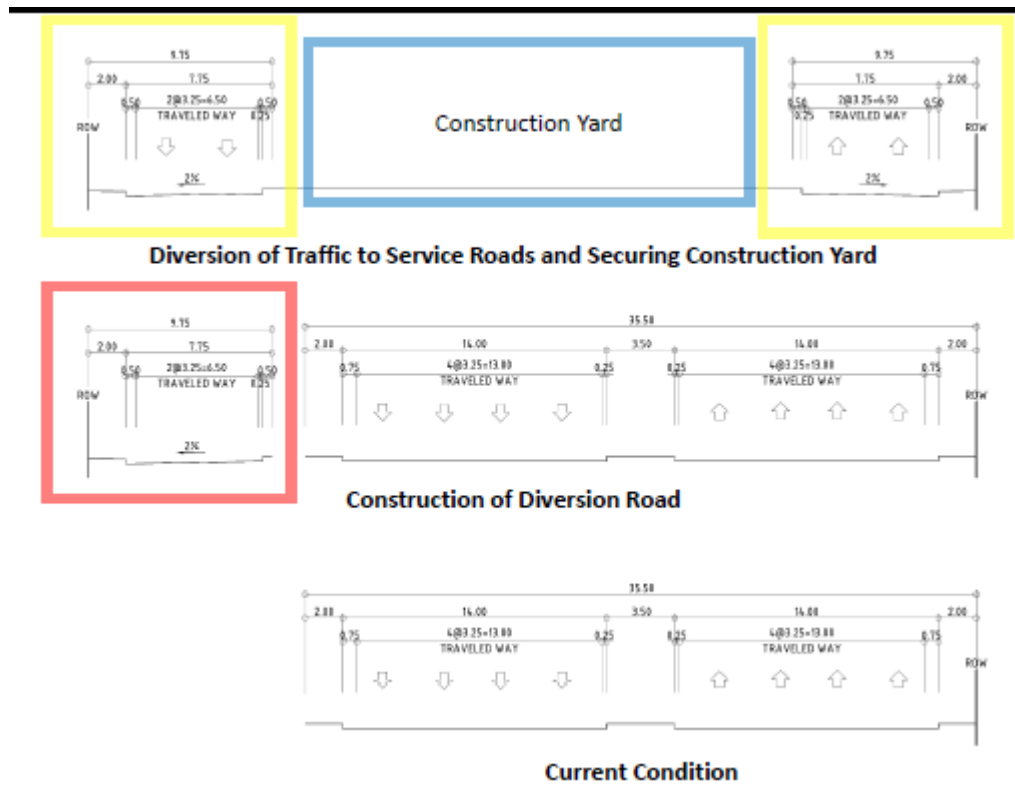 9.75
9.75
2.00 7.75
7.75 2.00
0.50 2@3.25=6.50 0.50
0.50 2@3.25=6.50 0.50
TRAVELED WAY 0.25
0.25 TRAVELED WAY
ROW
ROW
Construction Yard
2%
2%
Diversion of Traffic to Service Roads and Securing Construction Yard
9.75
35.50
2.00 7.75
2.00 14.00 3.50 14.00 2.00
0.50 2@3.25=6.50 0.50
0.75 4@3.25=13.00 0.25 0.25 4@3.25=13.00 0.75
TRAVELED WAY 0.25
TRAVELED WAY TRAVELED WAY
ROW
ROW
2%
Construction of Diversion Road
35.50
2.00 14.00 3.50 14.00 2.00
0.75 4@3.25=13.00 0.25 0.25 4@3.25=13.00 0.75
TRAVELED WAY TRAVELED WAY
ROW
Current Condition